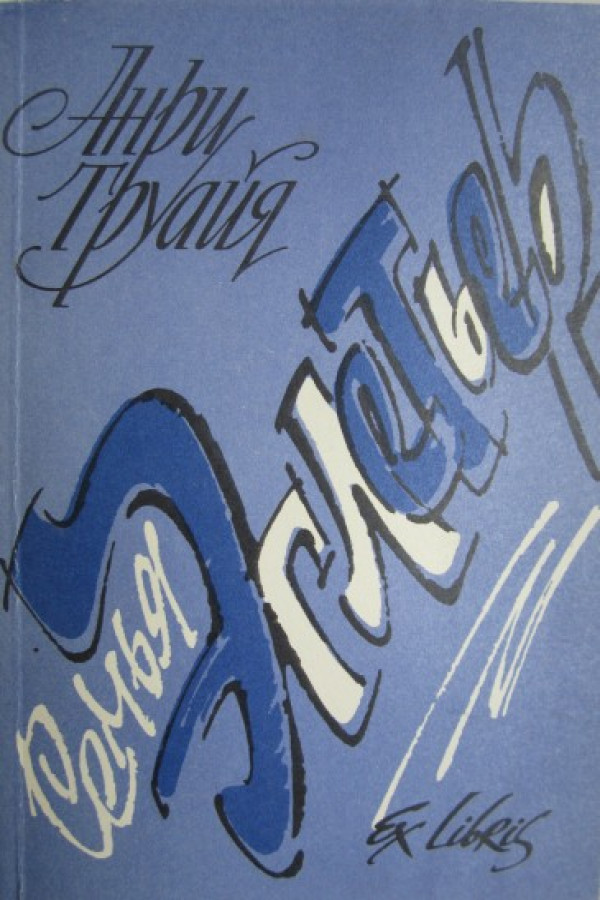 Анри
Труайя
Семья
Эглетьер
Ex Libris